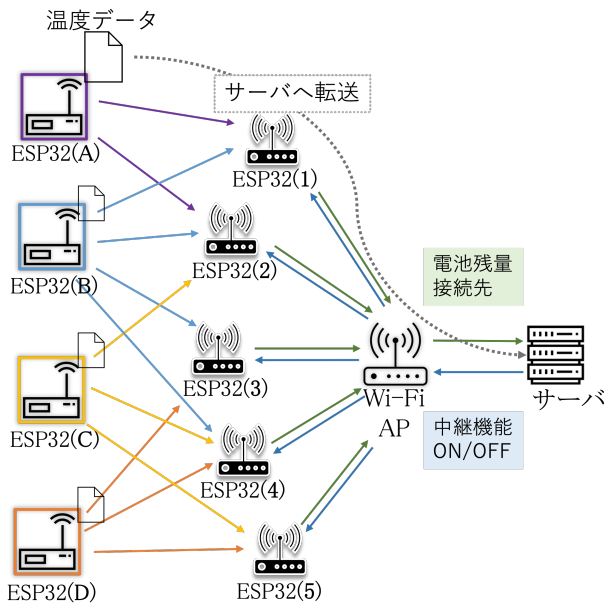 温度データ
サーバへ転送
ESP32(A)
ESP32(1)
ESP32(B)
ESP32(2)
電池残量
接続先
ESP32(3)
Wi-Fi
AP
サーバ
ESP32(C)
中継機能
ON/OFF
ESP32(4)
ESP32(D)
ESP32(5)